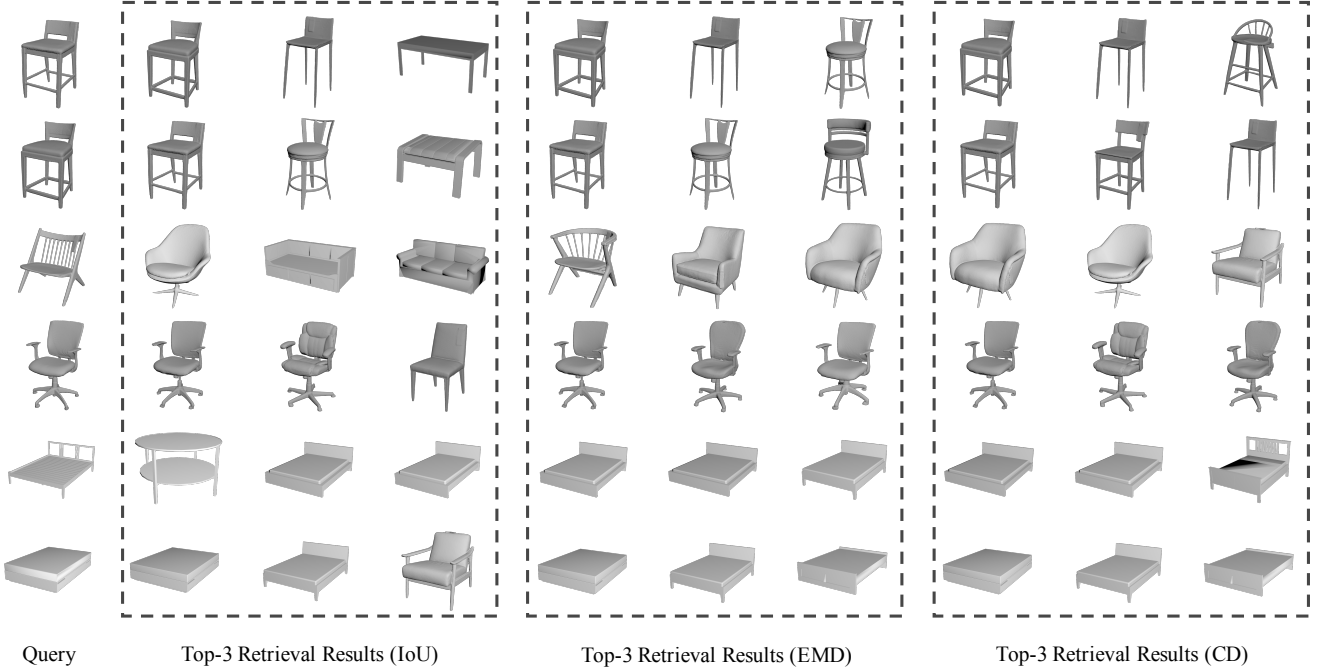 Query
Top-3 Retrieval Results (IoU)
Top-3 Retrieval Results (EMD)
Top-3 Retrieval Results (CD)